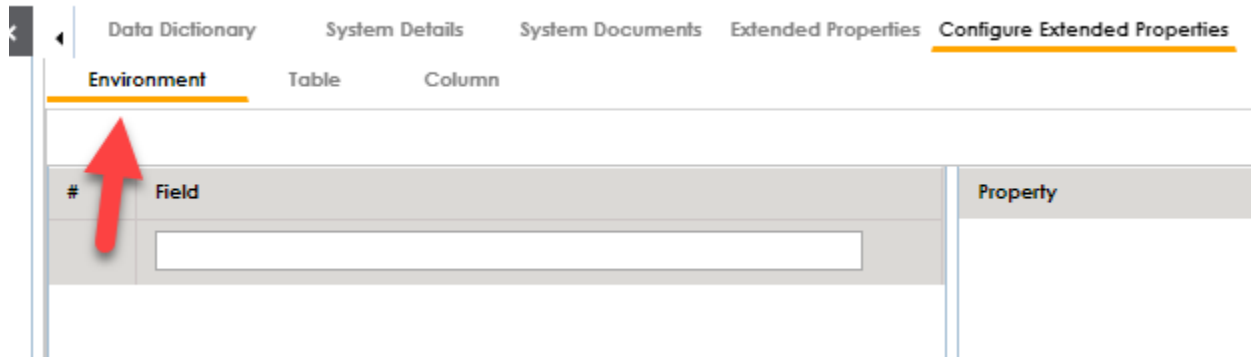 Data Dictionary System Details System Documents Extended Properties Configure Extended Properties
Environment Table Column
# Field Property